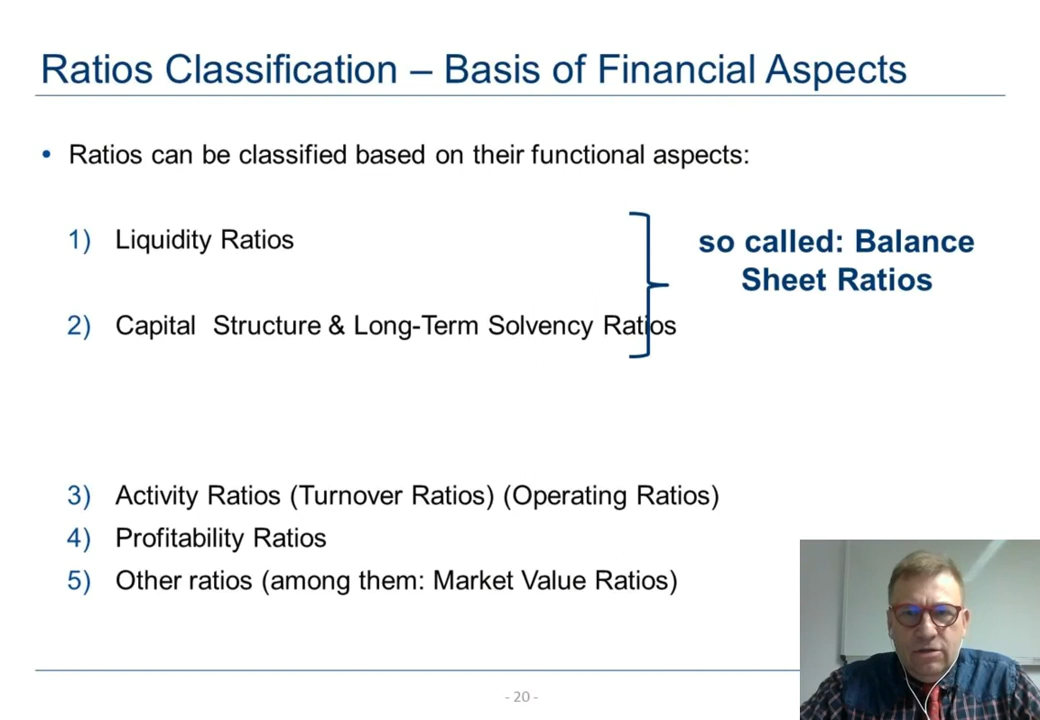 Ratios Classification – Basis of Financial Aspects
• Ratios can be classified based on their functional aspects:
1) Liquidity Ratios
so called: Balance
Sheet Ratios
2) Capital Structure & Long-Term Solvency Ratios
3) Activity Ratios (Turnover Ratios) (Operating Ratios)
4) Profitability Ratios
5) Other ratios (among them: Market Value Ratios)
- 20 -